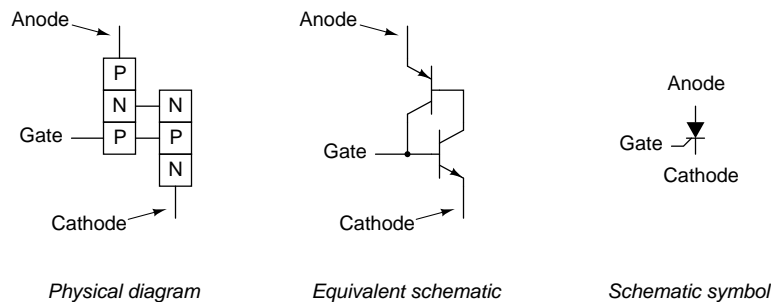 Anode
P
N
N
Gate
P
P
N
Cathode
Physical diagram
Anode
Gate
Cathode
Equivalent schematic
Anode
Gate
Cathode
Schematic symbol